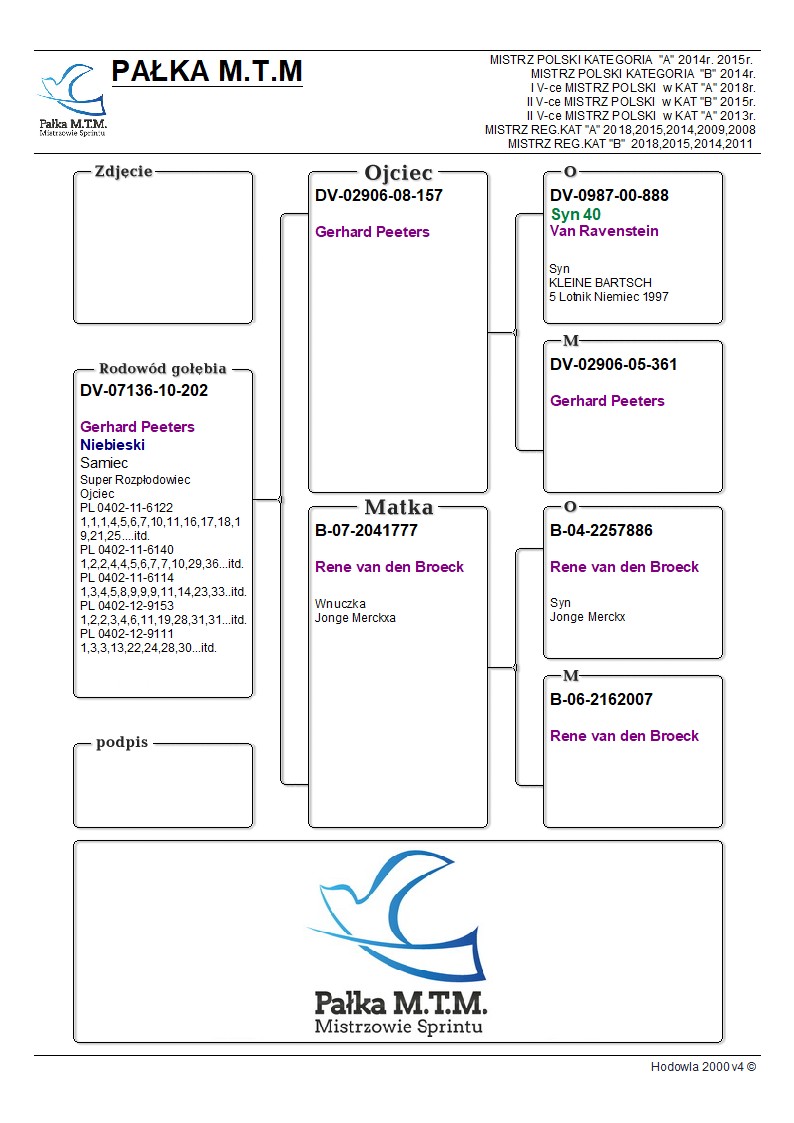 PAŁKA M.T.M
Pałka M.T.M.
Mistrzowie Sprintu
MISTRZ POLSKI KATEGORIA "A" 2014r. 2015r.
MISTRZ POLSKI KATEGORIA "B" 2014r.
I V-ce MISTRZ POLSKI w KAT "A" 2018r.
II V-ce MISTRZ POLSKI w KAT "B" 2015r.
II V-ce MISTRZ POLSKI w KAT "A" 2013r.
MISTRZ REG.KAT "A" 2018,2015,2014,2009,2008
MISTRZ REG.KAT "B" 2018,2015,2014,2011
Zdjęcie
Rodowód gołębia
DV-07136-10-202
Gerhard Peeters
Niebieski
Samiec
Super Rozpłodowiec
Ojciec
PL 0402-11-6122
1,1,1,4,5,6,7,10,11,16,17,18,1
9,21,25....itd.
PL 0402-11-6140
1,2,2,4,4,5,6,7,7,10,29,36...itd.
PL 0402-11-6114
1,3,4,5,8,9,9,9,11,14,23,33..itd.
PL 0402-12-9153
1,2,2,3,4,6,11,19,28,31,31...itd.
PL 0402-12-9111
1,3,3,13,22,24,28,30...itd.
podpis
Ojciec
DV-02906-08-157
Gerhard Peeters
Matka
B-07-2041777
Rene van den Broeck
Wnuczka
Jonge Merckxa
O
DV-0987-00-888
Syn 40
Van Ravenstein
Syn
KLEINE BARTSCH
5 Lotnik Niemiec 1997
M
DV-02906-05-361
Gerhard Peeters
O
B-04-2257886
Rene van den Broeck
Syn
Jonge Merckx
M
B-06-2162007
Rene van den Broeck
Pałka M.T.M.
Mistrzowie Sprintu
Hodowla 2000 v4 ©